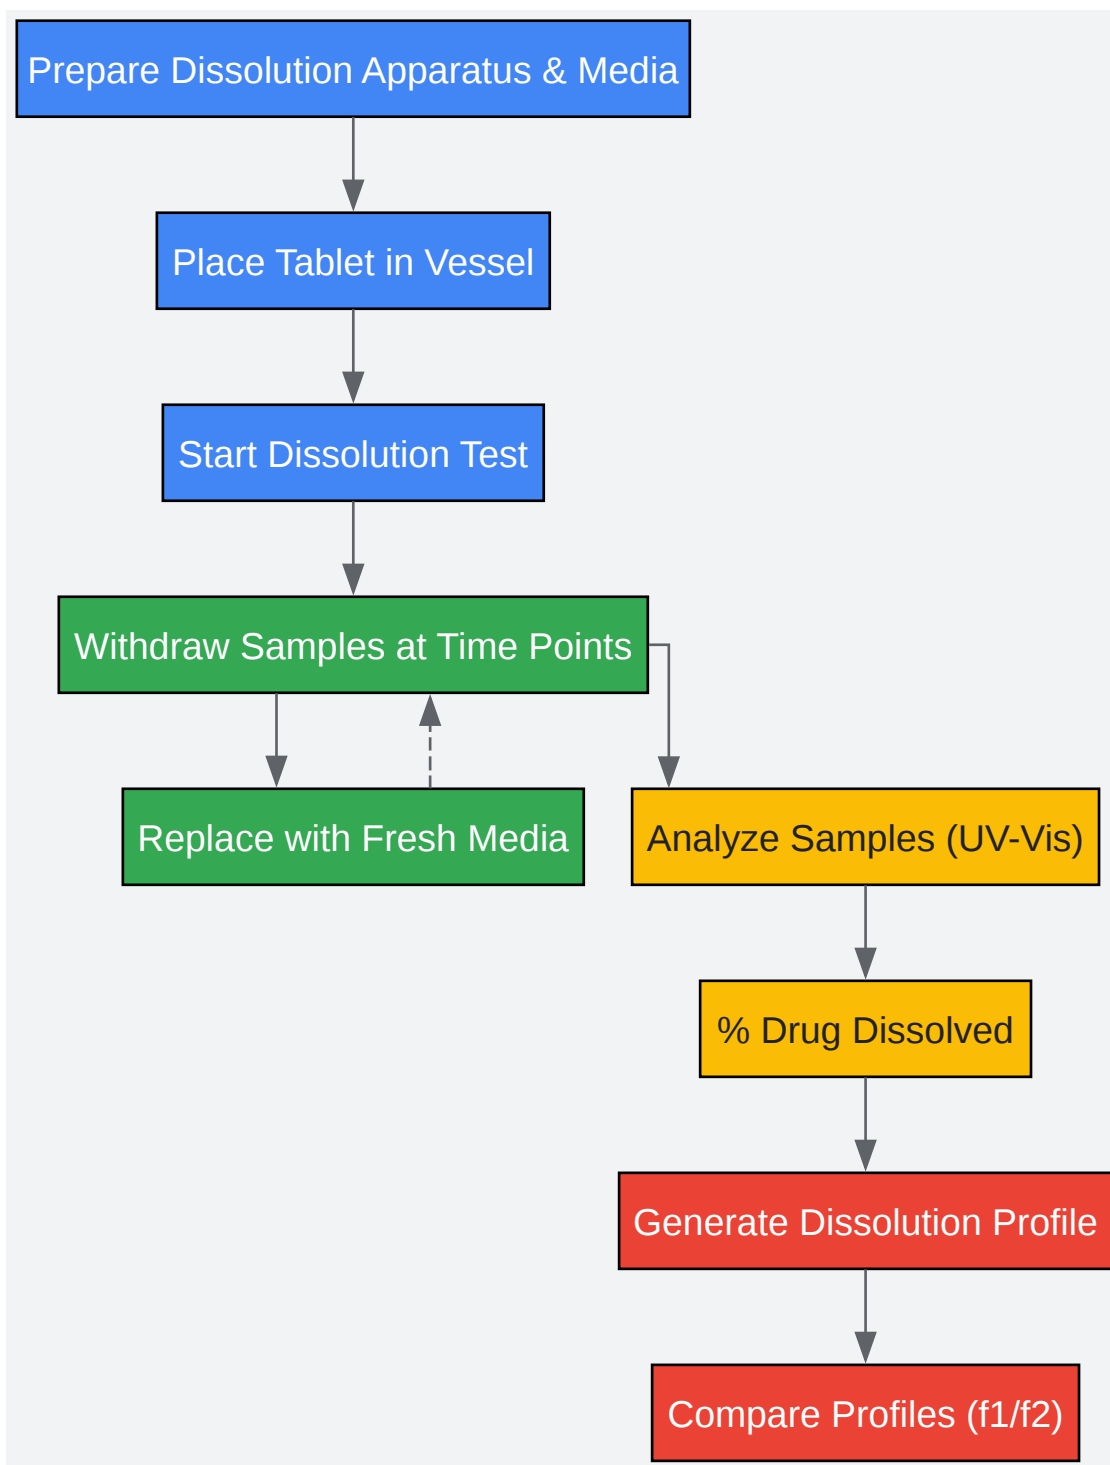 Prepare Dissolution Apparatus & Media
Place Tablet in Vessel
Start Dissolution Test
Withdraw Samples at Time Points
Replace with Fresh Media
Analyze Samples (UV-Vis)
% Drug Dissolved
Generate Dissolution Profile
Compare Profiles (f1/f2)